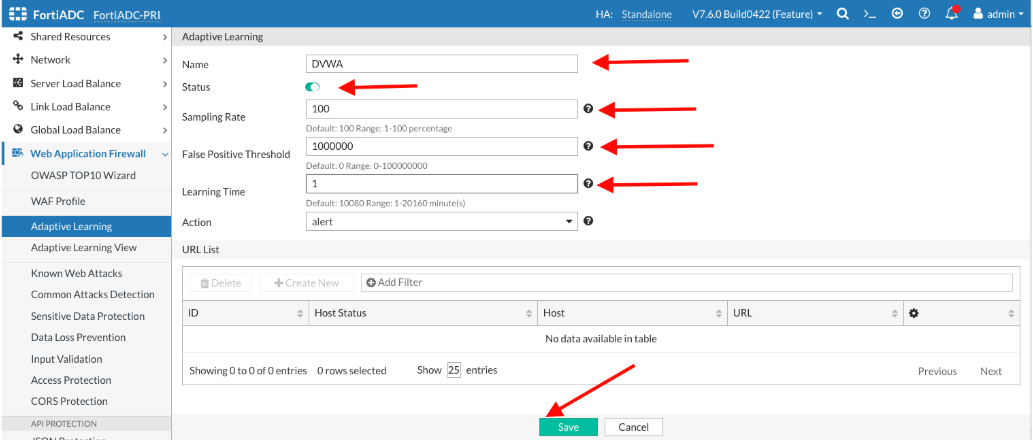 FortiADC FortiADC-PRI HA: Standalone V7.6.0 Build0422 (Feature) >_ admin
Shared Resources
Network
Server Load Balance
Link Load Balance
Global Load Balance
Web Application Firewall
OWASP TOP10 Wizard
WAF Profile
Adaptive Learning
Adaptive Learning View
Known Web Attacks
Common Attacks Detection
Sensitive Data Protection
Data Loss Prevention
Input Validation
Access Protection
CORS Protection
API PROTECTION
JSON Protection
Adaptive Learning
Name DVWA
Status
Sampling Rate 100
Default: 100 Range: 1-100 percentage
False Positive Threshold 1000000
Default: 0 Range: 0-100000000
Learning Time 1
Default: 10080 Range: 1-20160 minute(s)
Action alert
URL List
Delete Create New Add Filter
ID Host Status Host URL
No data available in table
Showing 0 to 0 of 0 entries 0 rows selected Show 25 entries Previous Next
Save Cancel